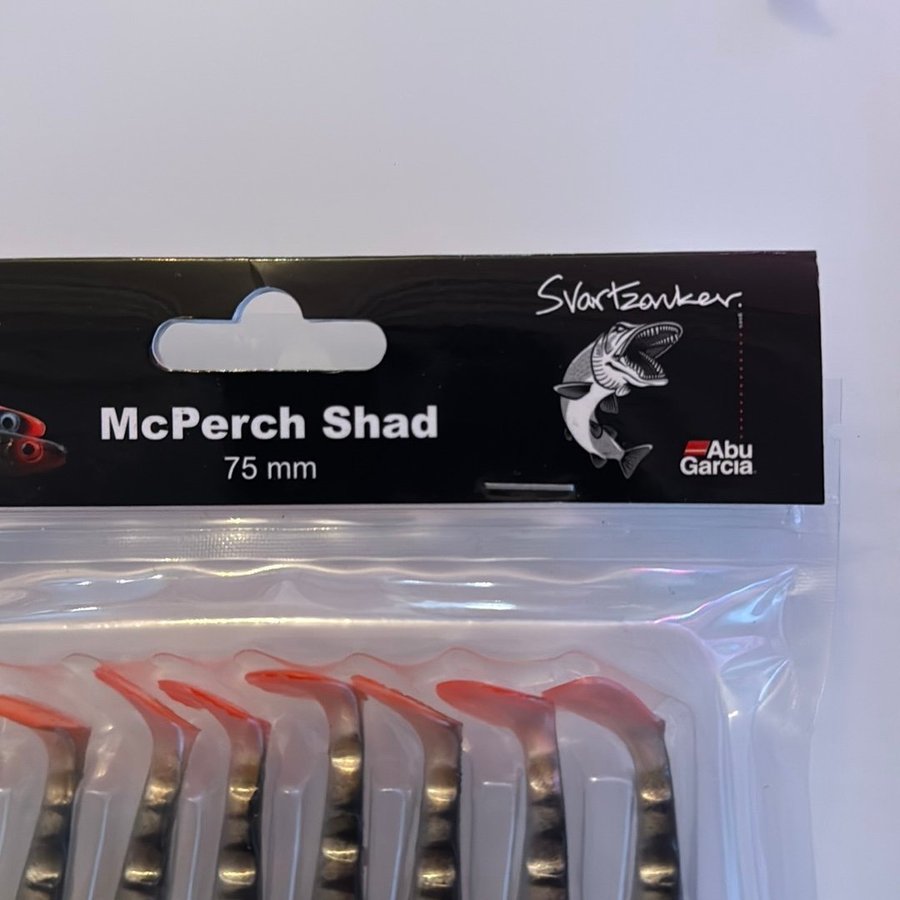 Svartzonker
McPerch Shad
75 mm
Abu
Garcia